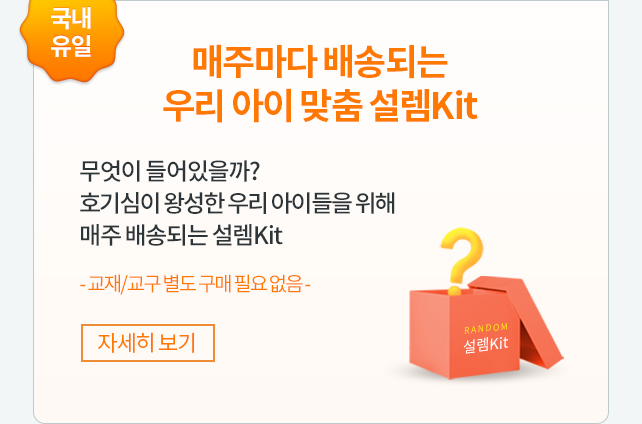 국내
유일
매주마다 배송되는
우리 아이 맞춤 설렘Kit
무엇이 들어있을까?
호기심이 왕성한 우리 아이들을 위해
매주 배송되는 설렘Kit
- 교재/교구 별도 구매 필요 없음 -
자세히 보기
RANDOM
설렘Kit